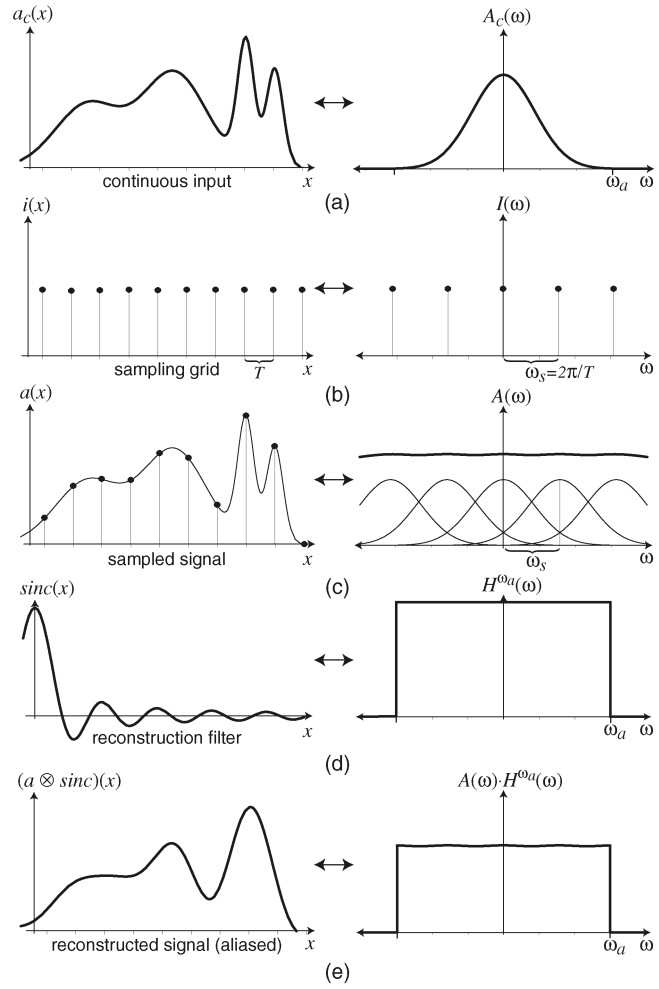 a_c(x) A_c(ω)
continuous input x ω_a ω
(a)
i(x) I(ω)
sampling grid T x ω_s=2π/T ω
(b)
a(x) A(ω)
sampled signal x ω_s ω
(c)
sinc(x) H^ω_a(ω)
reconstruction filter x ω_a ω
(d)
(a ⊗ sinc)(x) A(ω)·H^ω_a(ω)
reconstructed signal (aliased) x ω_a ω
(e)